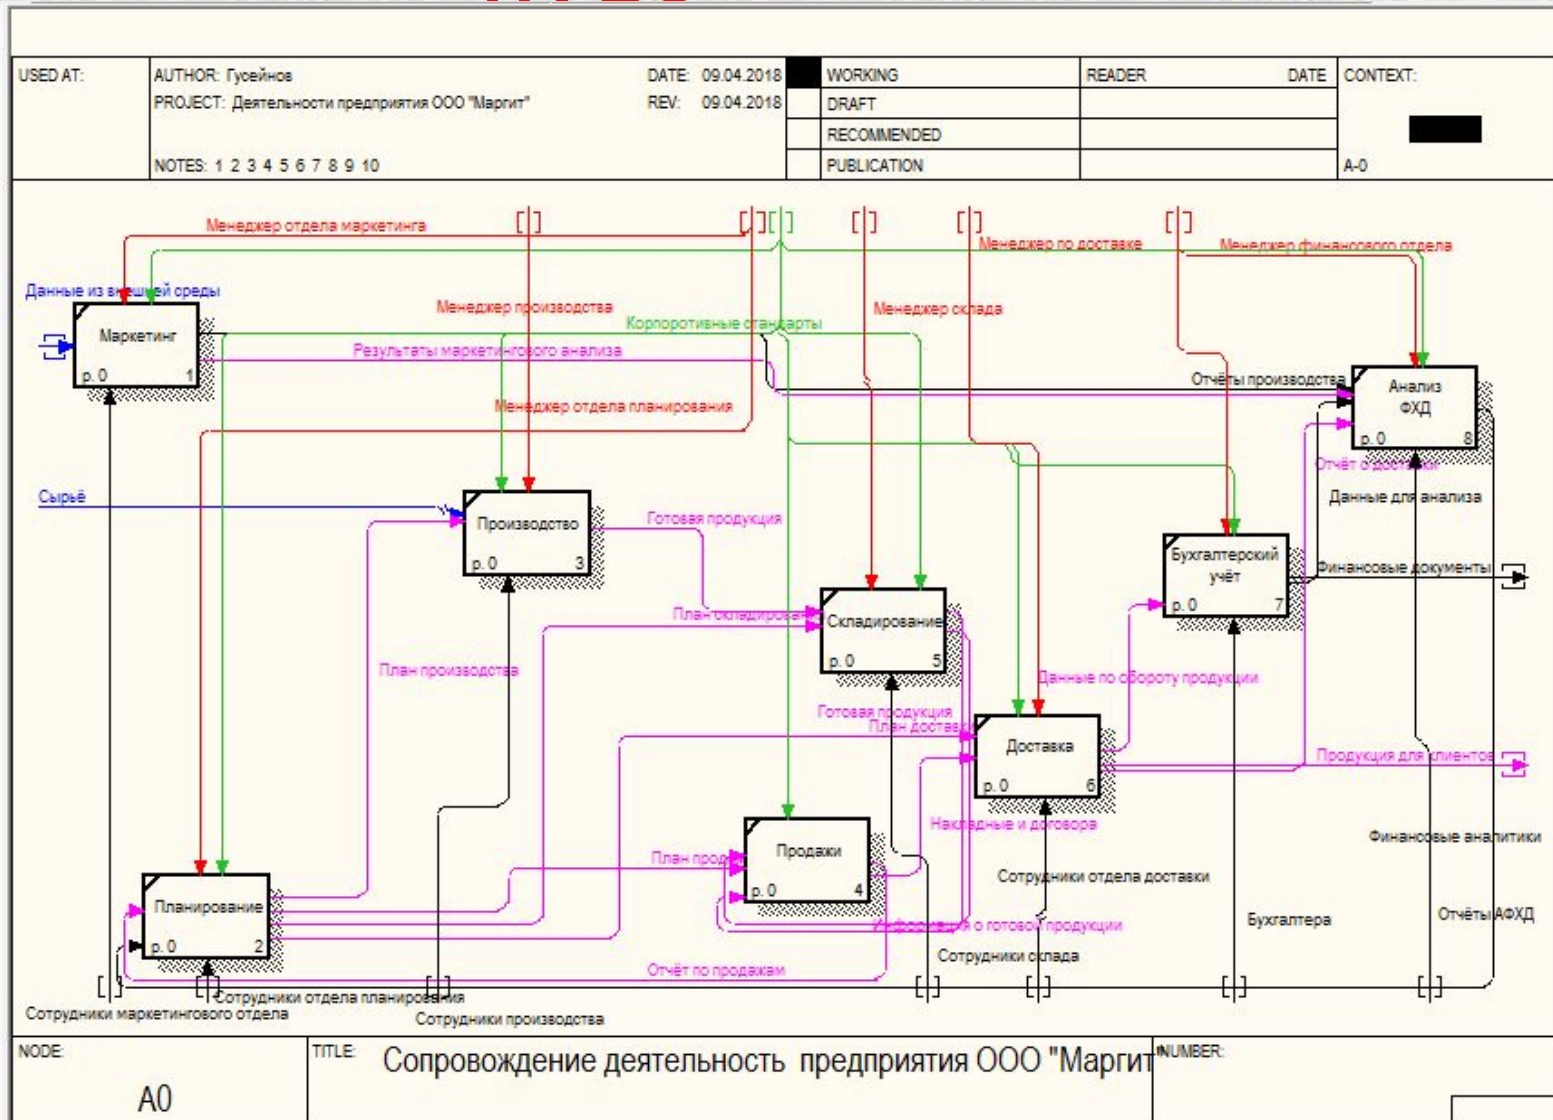 USED AT:
AUTHOR: Гусейнов
DATE: 09.04.2018
WORKING
READER
DATE
CONTEXT:
PROJECT: Деятельности предприятия ООО "Маргит"
REV: 09.04.2018
DRAFT
RECOMMENDED
NOTES: 1 2 3 4 5 6 7 8 9 10
PUBLICATION
A-0
Менеджер отдела маркетинга
Менеджер по доставке
Менеджер финансового отдела
Данные из внешней среды
Менеджер производства
Менеджер склада
Корпоротивные стандарты
Маркетинг
р. 0
1
Результаты маркетингового анализа
Отчёты производства
Анализ
ФХД
р. 0
8
Менеджер отдела планирования
Отчёт о доставки
Сырьё
Данные для анализа
Производство
р. 0
3
Готовая продукция
Бухгалтерский
учёт
р. 0
7
Финансовые документы
План складирования
Складирование
р. 0
5
План производства
Данные по обороту продукции
Готовая продукция
План доставки
Доставка
р. 0
6
Продукция для клиентов
Накладные и договора
Финансовые аналитики
План прод
Продажи
р. 0
4
Сотрудники отдела доставки
Планирование
р. 0
2
Бухгалтера
Отчёты АФХД
Информация о готовой продукции
Сотрудники склада
Отчёт по продажам
Сотрудники отдела планирования
Сотрудники маркетингового отдела
Сотрудники производства
NODE:
TITLE:
Сопровождение деятельность предприятия ООО "Маргит"
NUMBER:
A0